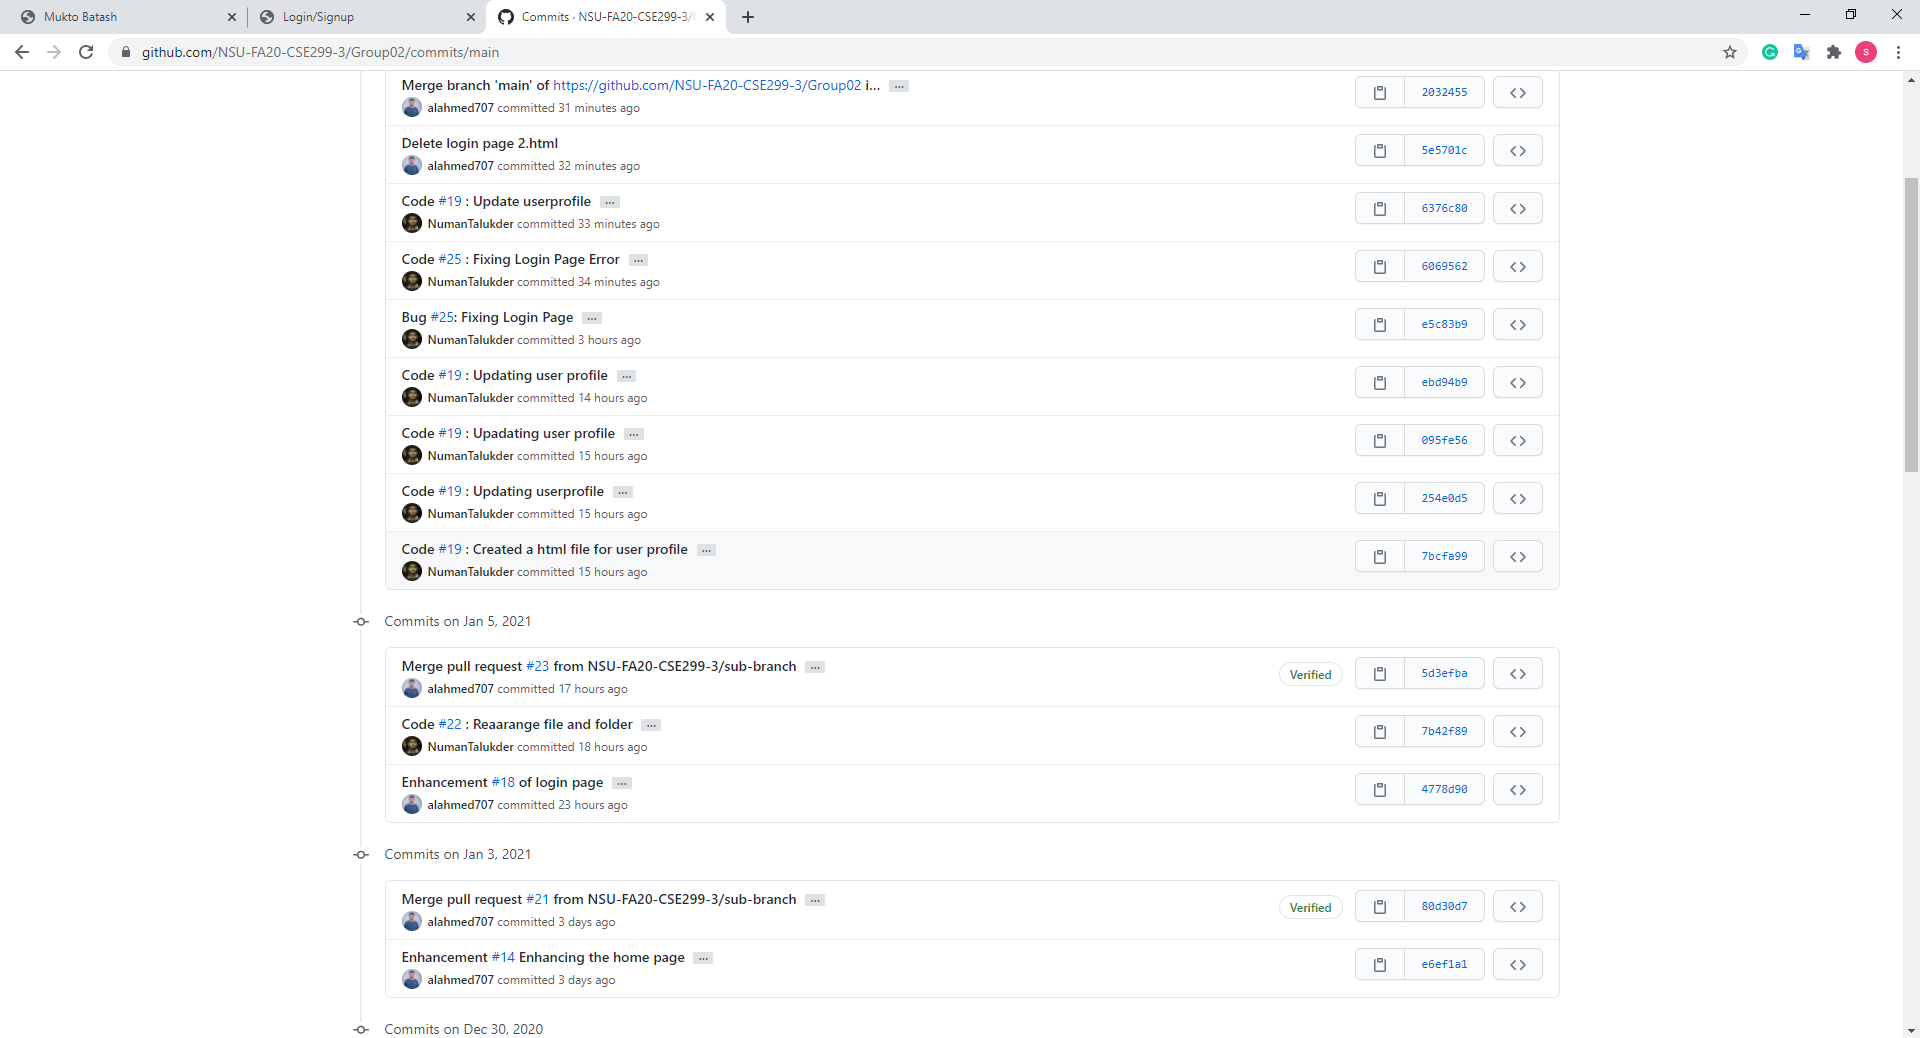 Mukto Batash
Login/Signup
Commits · NSU-FA20-CSE299-3/
github.com/NSU-FA20-CSE299-3/Group02/commits/main
s
Merge branch 'main' of https://github.com/NSU-FA20-CSE299-3/Group02 i... …
alahmed707 committed 31 minutes ago
2032455
Delete login page 2.html
alahmed707 committed 32 minutes ago
5e5701c
Code #19 : Update userprofile …
NumanTalukder committed 33 minutes ago
6376c80
Code #25 : Fixing Login Page Error …
NumanTalukder committed 34 minutes ago
6069562
Bug #25: Fixing Login Page …
NumanTalukder committed 3 hours ago
e5c83b9
Code #19 : Updating user profile …
NumanTalukder committed 14 hours ago
ebd94b9
Code #19 : Upadating user profile …
NumanTalukder committed 15 hours ago
095fe56
Code #19 : Updating userprofile …
NumanTalukder committed 15 hours ago
254e0d5
Code #19 : Created a html file for user profile …
NumanTalukder committed 15 hours ago
7bcfa99
Commits on Jan 5, 2021
Merge pull request #23 from NSU-FA20-CSE299-3/sub-branch …
alahmed707 committed 17 hours ago
Verified
5d3efba
Code #22 : Reaarange file and folder …
NumanTalukder committed 18 hours ago
7b42f89
Enhancement #18 of login page …
alahmed707 committed 23 hours ago
4778d90
Commits on Jan 3, 2021
Merge pull request #21 from NSU-FA20-CSE299-3/sub-branch …
alahmed707 committed 3 days ago
Verified
80d30d7
Enhancement #14 Enhancing the home page …
alahmed707 committed 3 days ago
e6ef1a1
Commits on Dec 30, 2020